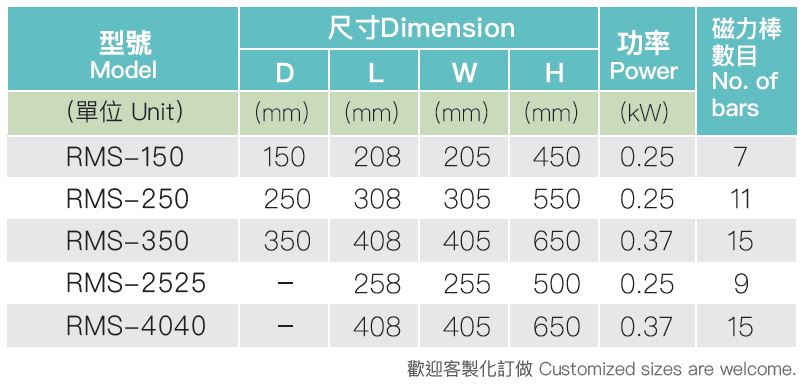 型號 Model 尺寸Dimension 功率 Power 磁力棒數目 No. of bars
D L W H
(單位 Unit) (mm) (mm) (mm) (mm) (kW)
RMS-150 150 208 205 450 0.25 7
RMS-250 250 308 305 550 0.25 11
RMS-350 350 408 405 650 0.37 15
RMS-2525 - 258 255 500 0.25 9
RMS-4040 - 408 405 650 0.37 15
歡迎客製化訂做 Customized sizes are welcome.